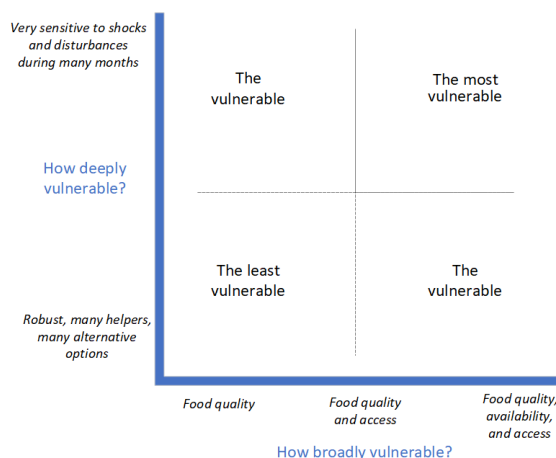 Very sensitive to shocks
and disturbances
during many months
The
vulnerable
The most
vulnerable
How deeply
vulnerable?
The least
vulnerable
The
vulnerable
Robust, many helpers,
many alternative
options
Food quality
Food quality
and access
Food quality,
availability,
and access
How broadly vulnerable?